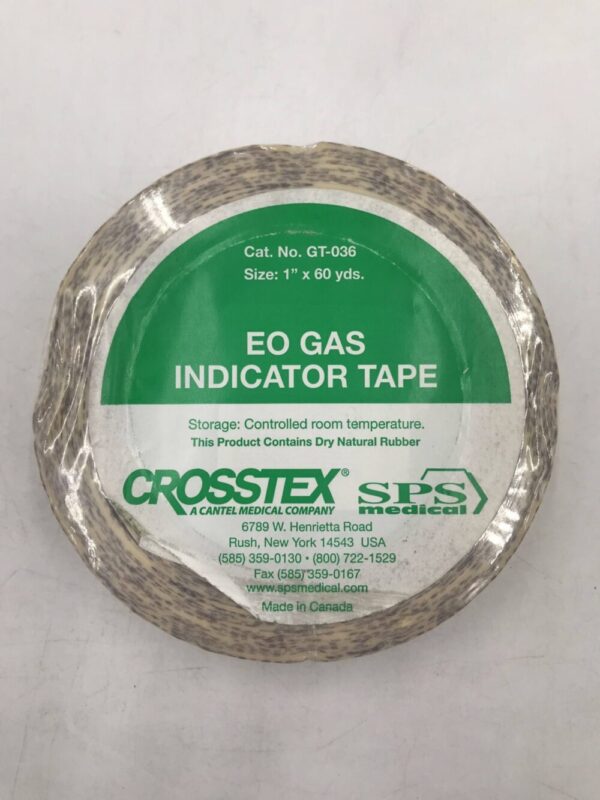 Cat. No. GT-036
Size: 1" x 60 yds.
EO GAS
INDICATOR TAPE
Storage: Controlled room temperature.
This Product Contains Dry Natural Rubber
CROSSTEX®
A CANTEL MEDICAL COMPANY
SPS
medical
6789 W. Henrietta Road
Rush, New York 14543 USA
(585) 359-0130 • (800) 722-1529
Fax (585) 359-0167
www.spsmedical.com
Made in Canada